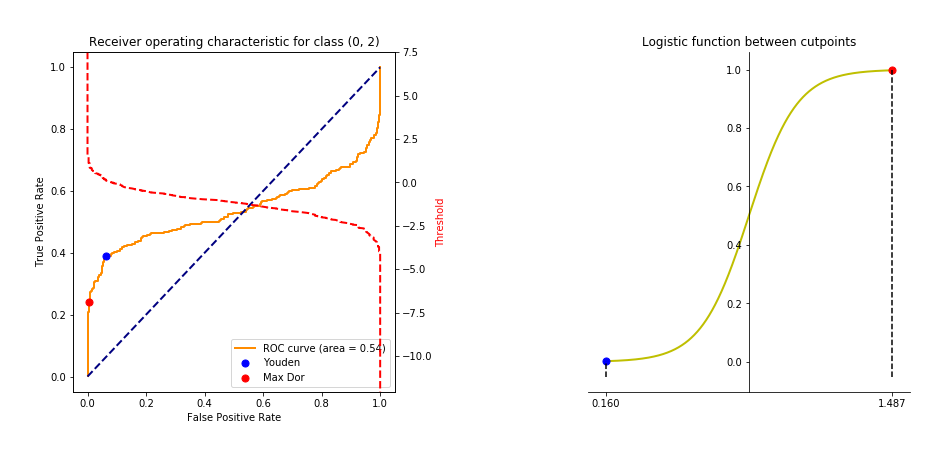 Receiver operating characteristic for class (0, 2)
1.0
0.8
0.6
0.4
0.2
0.0
True Positive Rate
0.0 0.2 0.4 0.6 0.8 1.0
False Positive Rate
7.5
5.0
2.5
0.0
−2.5
−5.0
−7.5
−10.0
Threshold
ROC curve (area = 0.54)
Youden
Max Dor
Logistic function between cutpoints
1.0
0.8
0.6
0.4
0.2
0.0
0.160 1.487